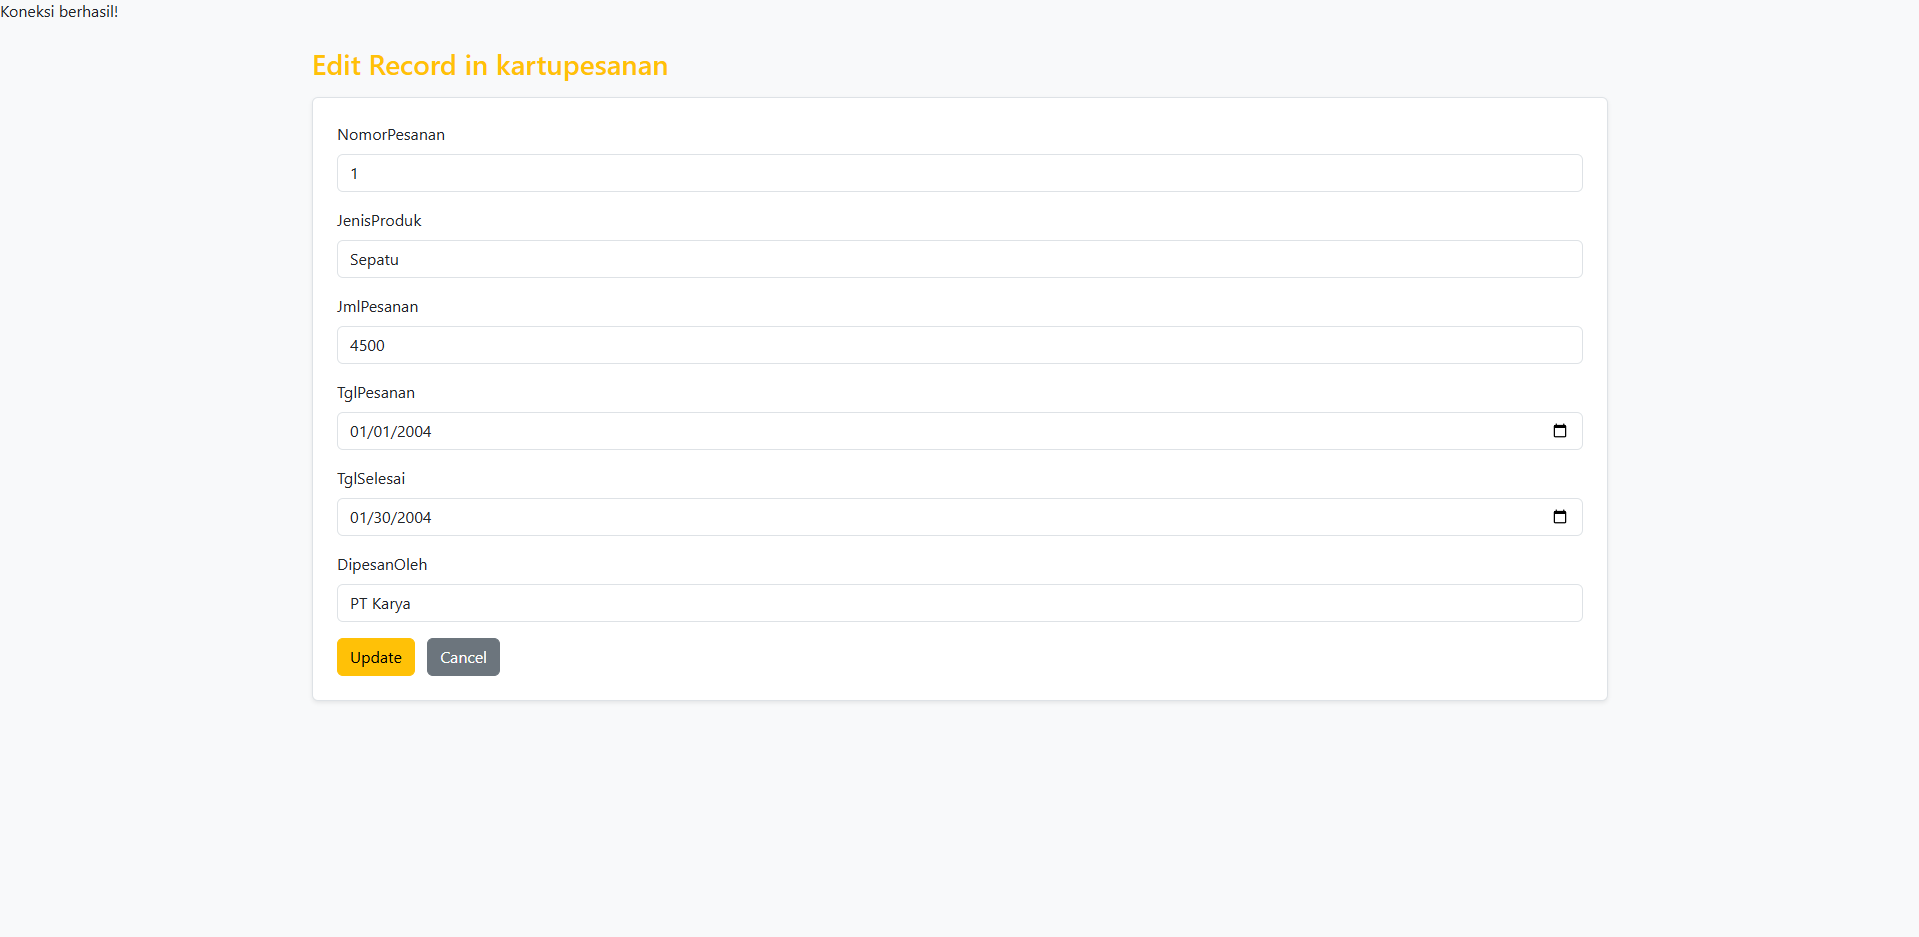 Koneksi berhasil!
Edit Record in kartupesanan
NomorPesanan
1
JenisProduk
Sepatu
JmlPesanan
4500
TglPesanan
01/01/2004
TglSelesai
01/30/2004
DipesanOleh
PT Karya
Update Cancel